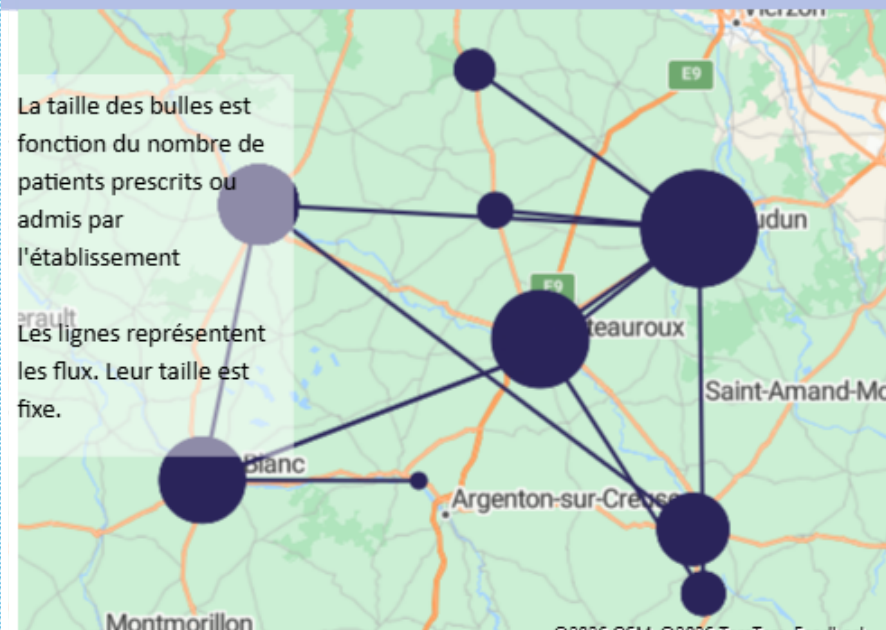 Vierzon
E9
La taille des bulles est
fonction du nombre de
patients prescrits ou
admis par
l'établissement
udun
E9
erault
Les lignes représentent
les flux. Leur taille est
fixe.
teauroux
Saint-Amand-Mo
Blanc
Argenton-sur-Creuse
Montmorillon